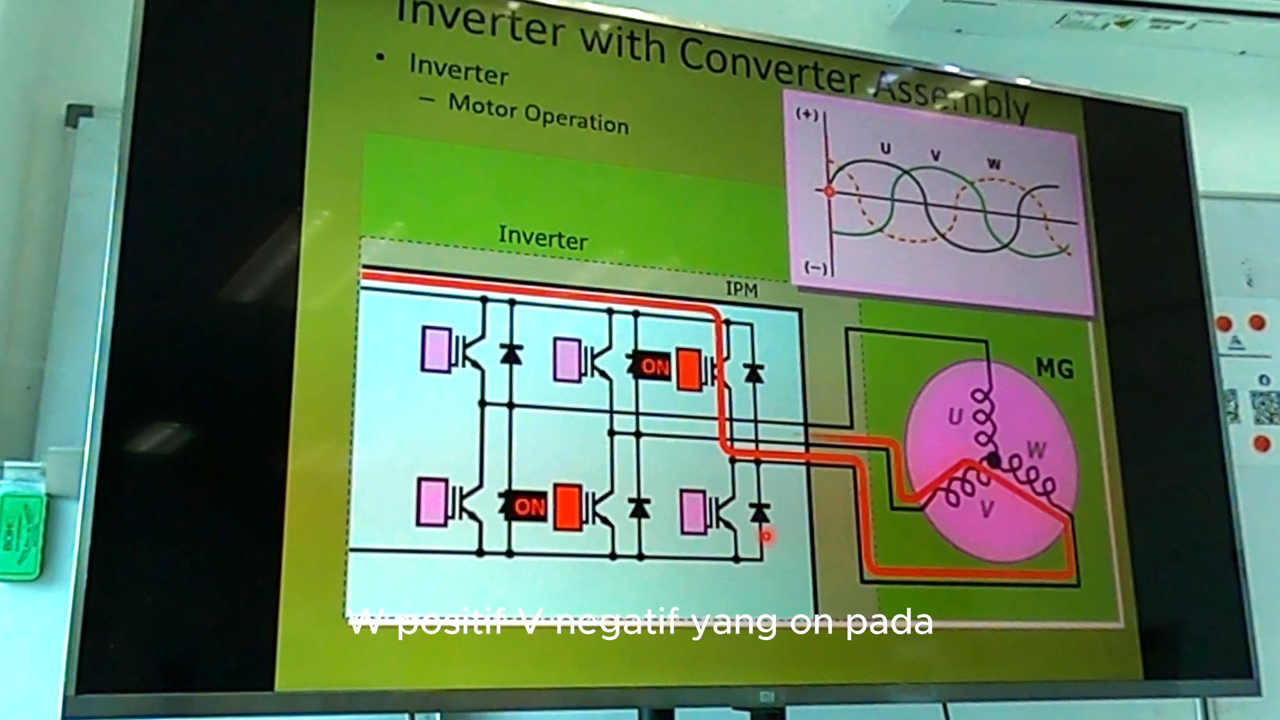 Inverter with Converter Assembly
• Inverter
– Motor Operation
(+)
U
V
W
(−)
Inverter
IPM
ON
MG
U
W
V
ON
W positif V negatif yang on pada